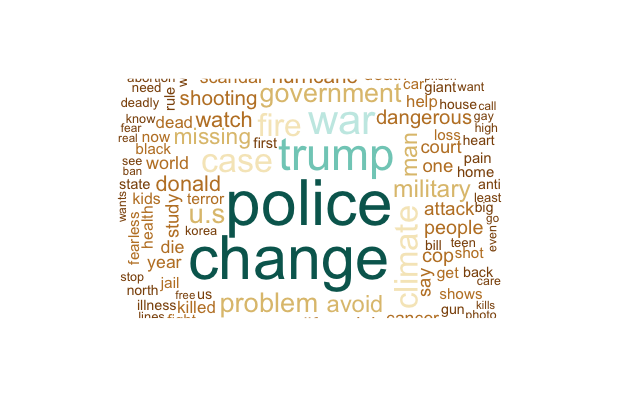 abortion
scandal
hurricane
death
prison
need
rule
w
car
giant
want
deadly
shooting
government
help
house
call
know
dead
watch
fire
war
dangerous
gay
fear
real
now
missing
first
high
loss
heart
black
case
trump
man
court
see
ban
world
one
pain
home
state
donald
military
anti
wants
kids
terror
police
least
fearless
health
study
u.s
attack
big
go
korea
climate
people
even
die
change
bill
teen
year
cop
shot
stop
say
get
back
jail
care
north
free
us
shows
illness
killed
problem
avoid
gun
kills
photo
lines
fight
cancer